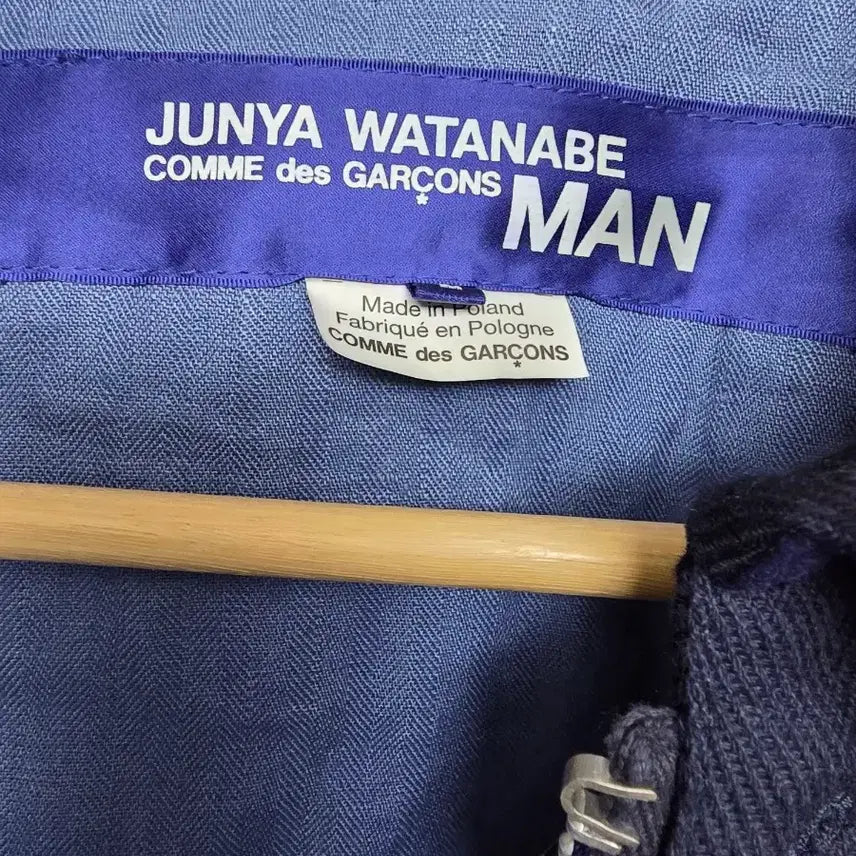 JUNYA WATANABE
COMME des GARÇONS
MAN
Made in Poland
Fabriqué en Pologne
COMME des GARÇONS